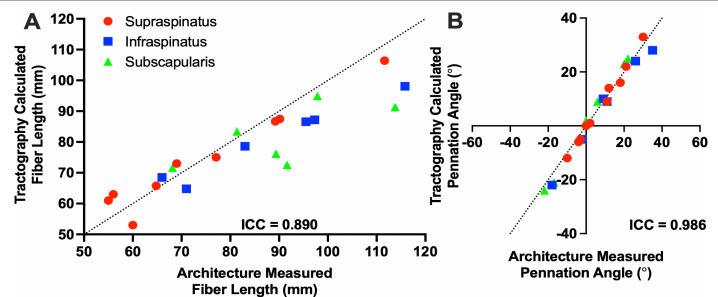 A
Tractography Calculated
Fiber Length (mm)
120
110
100
90
80
70
60
50
Supraspinatus
Infraspinatus
Subscapularis
ICC = 0.890
50 60 70 80 90 100 110 120
Architecture Measured
Fiber Length (mm)
B
Tractography Calculated
Pennation Angle (°)
40
20
-60 -40 -20 20 40 60
-20
-40
ICC = 0.986
Architecture Measured
Pennation Angle (°)